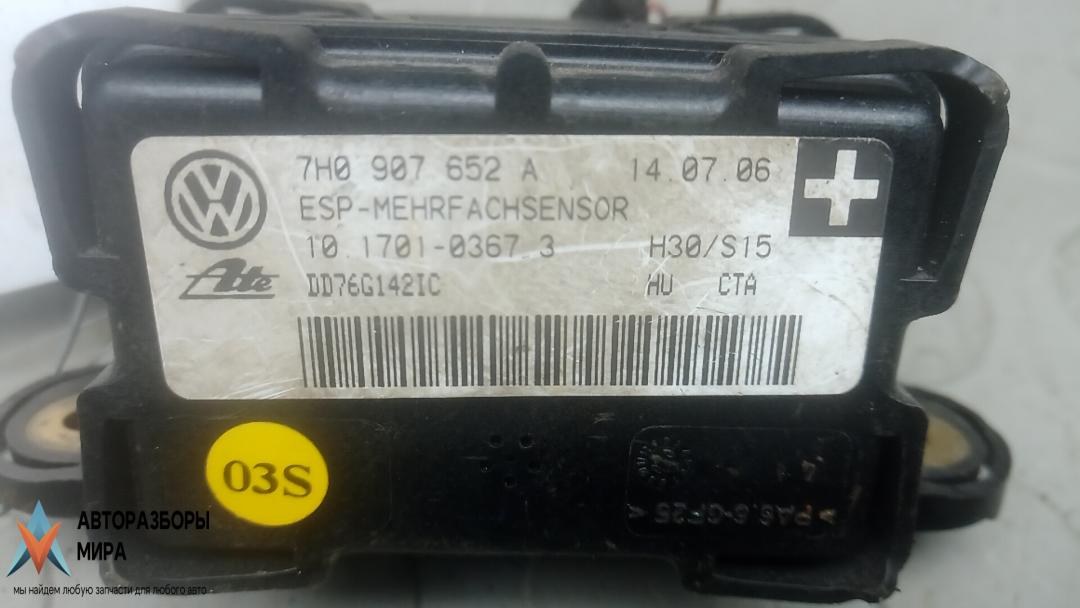 7H0 907 652 A 14.07.06
ESP-MEHRFACHSENSOR
10.1701-0367.3 H30/S15
Ate DD76G142IC HU CTA
03S
>PA6.6-GF25<
АВТОРАЗБОРЫ
МИРА
мы найдем любую запчасти для любого авто